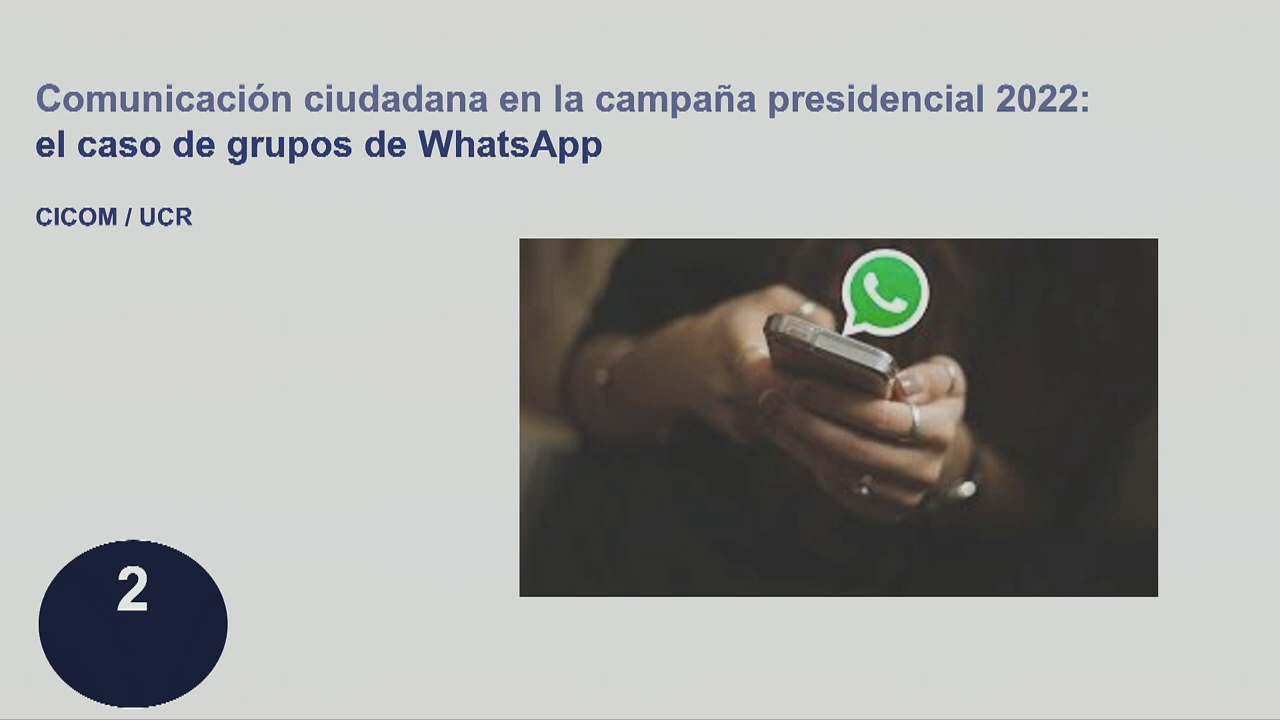 Comunicación ciudadana en la campaña presidencial 2022:
el caso de grupos de WhatsApp
CICOM / UCR
2